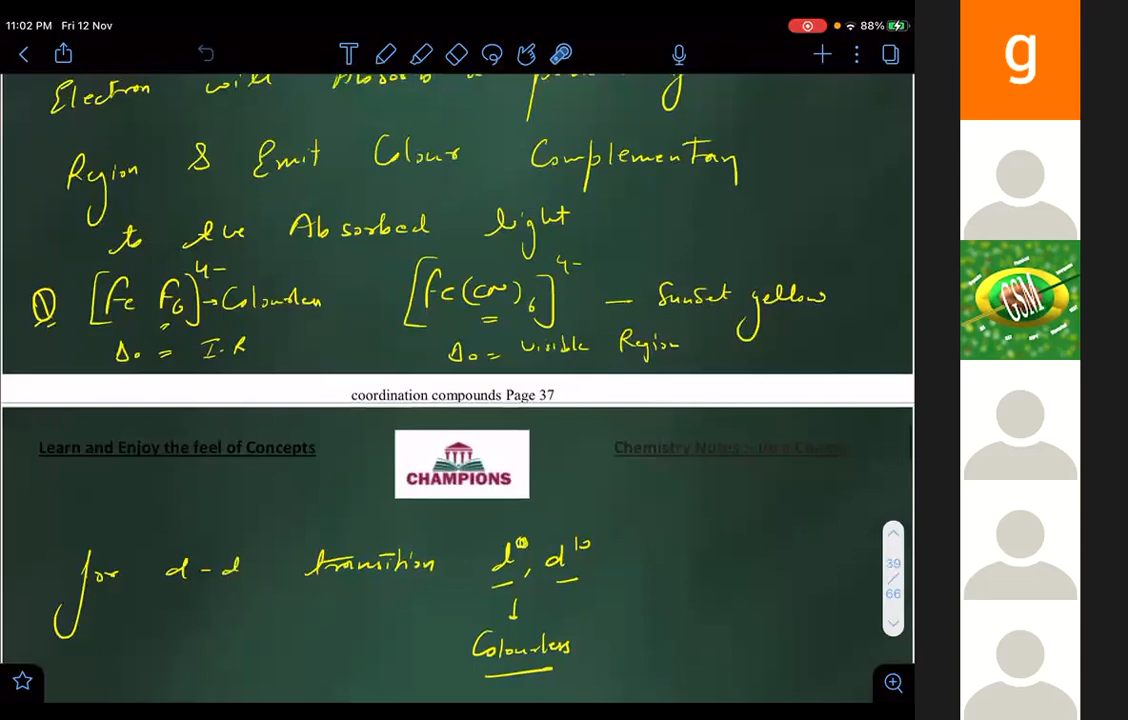 11:02 PM Fri 12 Nov
88%
g
Electron will
Region & Emit Colour Complementary
to the Absorbed light
GSM
Q [Fe F6]4- → Colourless [Fe(CN)6]4- — Sunset yellow
Δo = I.R Δo = Visible Region
coordination compounds Page 37
Learn and Enjoy the feel of Concepts
Chemistry Notes :-
CHAMPIONS
for d-d transition d0, d10
↓
Colourless
39
/
66